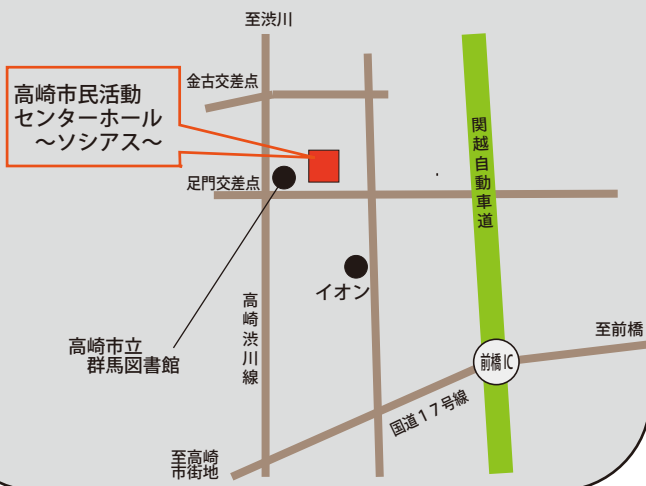 至渋川
金古交差点
高崎市民活動
センターホール
～ソシアス～
関越自動車道
足門交差点
イオン
高崎渋川線
高崎市立
群馬図書館
至前橋
前橋IC
国道１７号線
至高崎
市街地